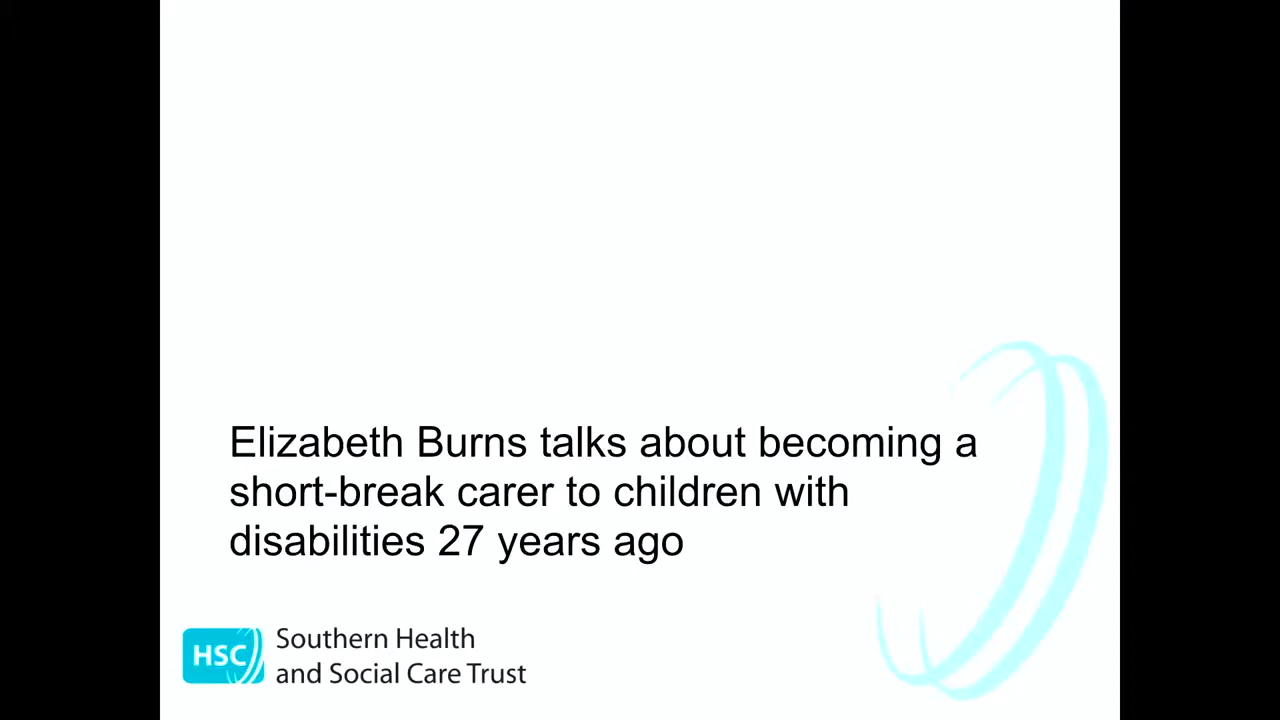 Elizabeth Burns talks about becoming a
short-break carer to children with
disabilities 27 years ago
HSC
Southern Health
and Social Care Trust